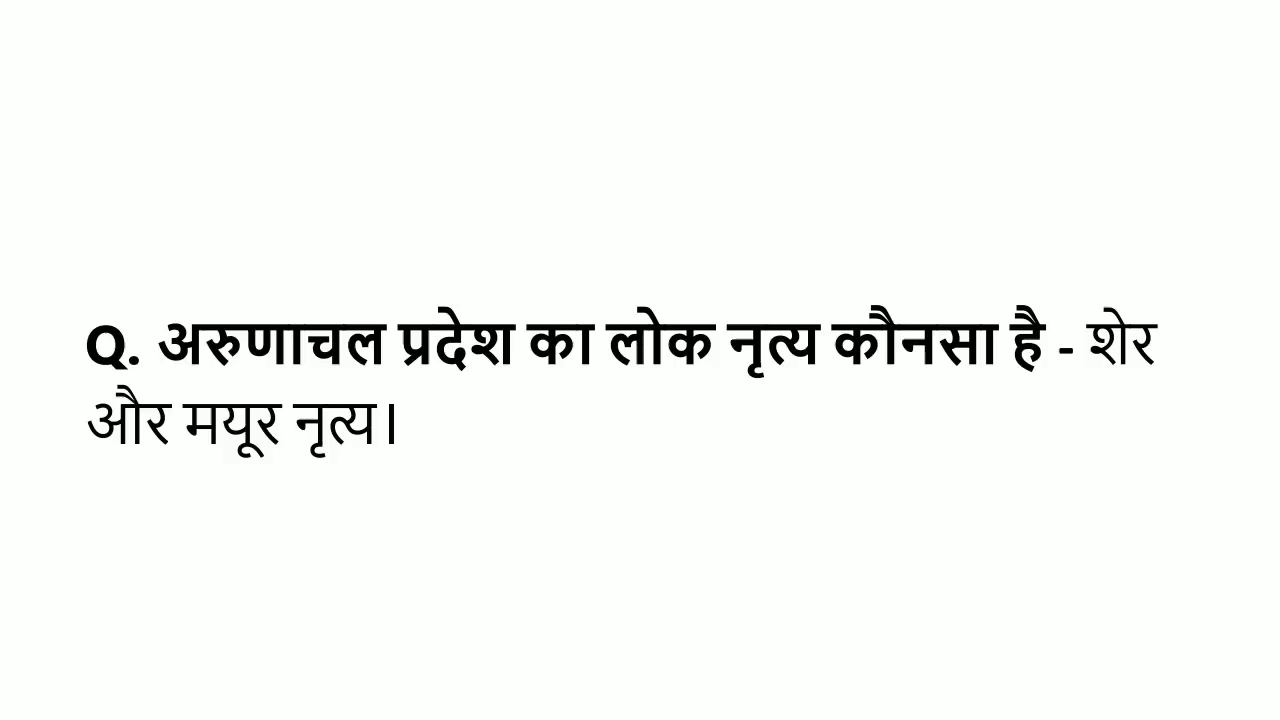 Q. अरुणाचल प्रदेश का लोक नृत्य कौनसा है - शेर
और मयूर नृत्य।